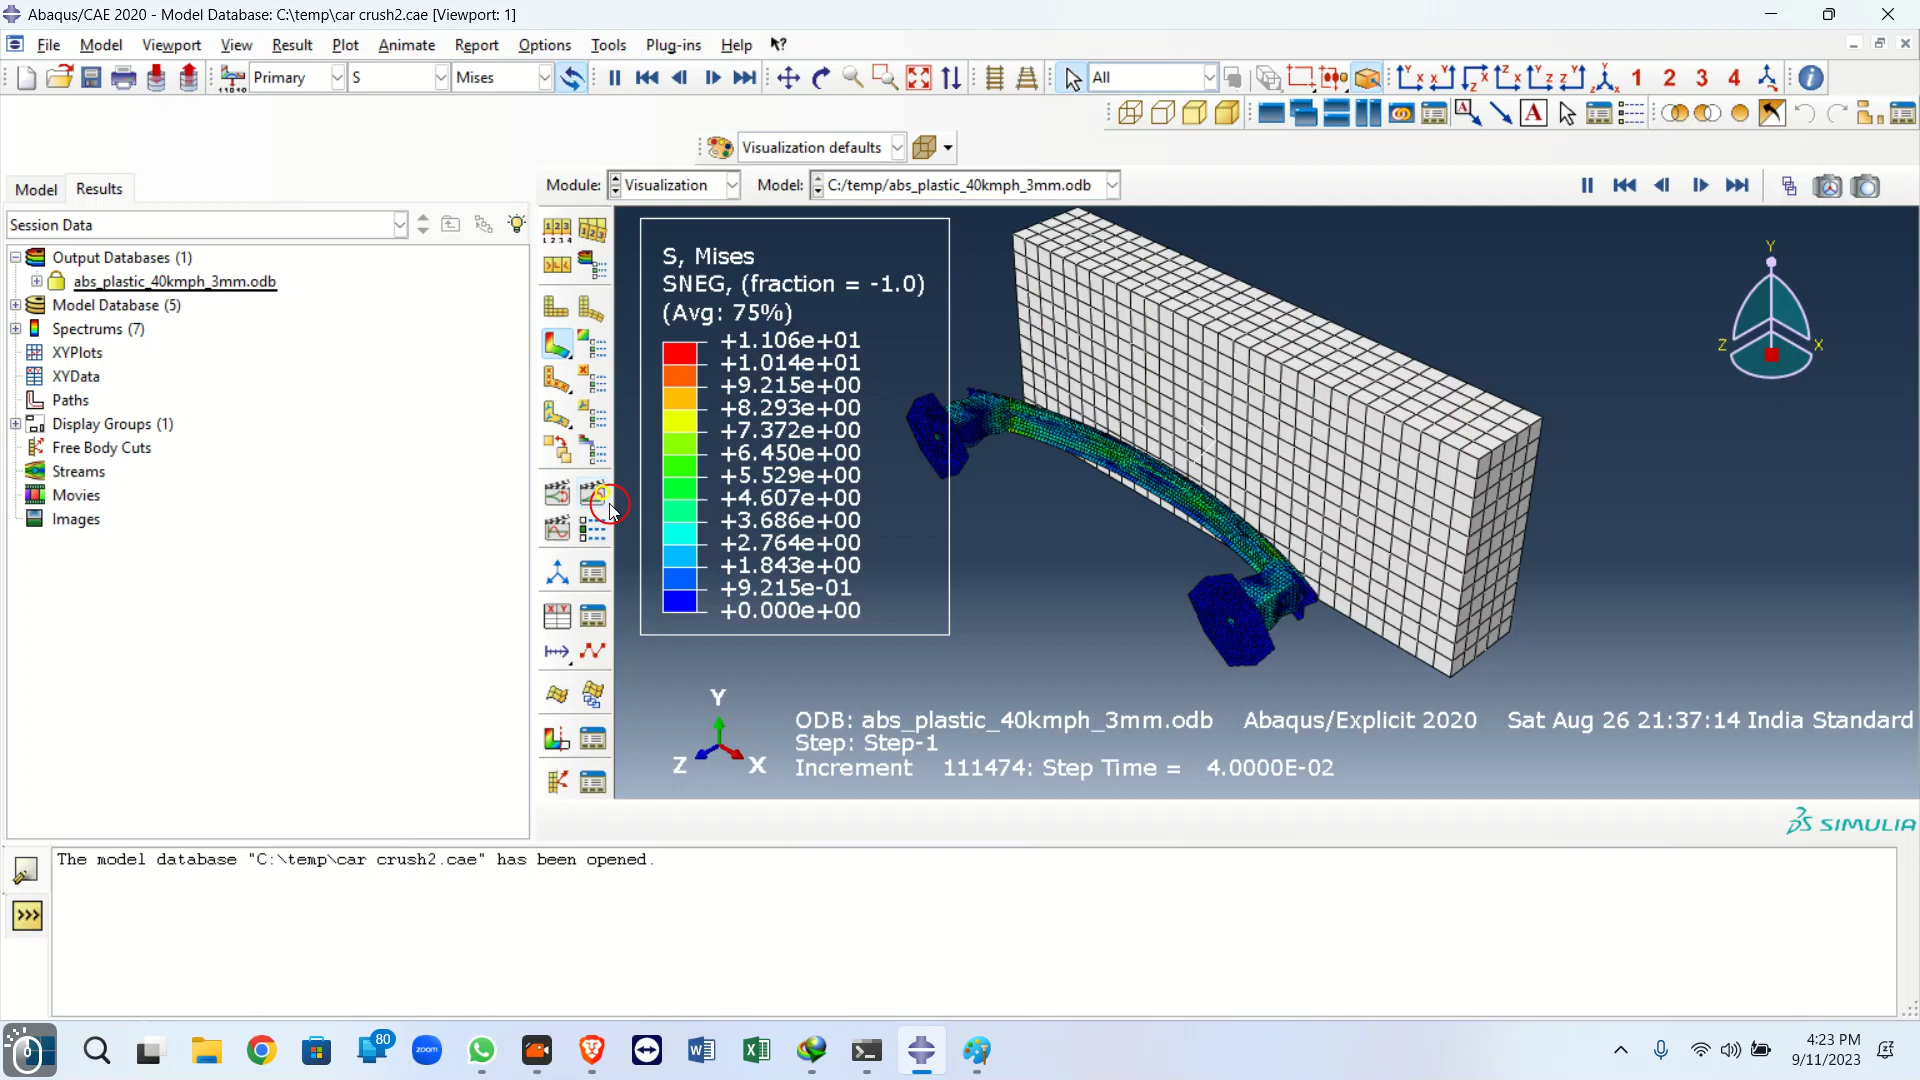 Abaqus/CAE 2020 - Model Database: C:\temp\car crush2.cae [Viewport: 1]
File Model Viewport View Result Plot Animate Report Options Tools Plug-ins Help
Primary S Mises All 1 2 3 4
Visualization defaults
Model Results
Module: Visualization Model: C:/temp/abs_plastic_40kmph_3mm.odb
Session Data
Output Databases (1)
abs_plastic_40kmph_3mm.odb
Model Database (5)
Spectrums (7)
XYPlots
XYData
Paths
Display Groups (1)
Free Body Cuts
Streams
Movies
Images
S, Mises
SNEG, (fraction = -1.0)
(Avg: 75%)
+1.106e+01
+1.014e+01
+9.215e+00
+8.293e+00
+7.372e+00
+6.450e+00
+5.529e+00
+4.607e+00
+3.686e+00
+2.764e+00
+1.843e+00
+9.215e-01
+0.000e+00
Y
Z X
Y
Z X
ODB: abs_plastic_40kmph_3mm.odb Abaqus/Explicit 2020 Sat Aug 26 21:37:14 India Standard
Step: Step-1
Increment 111474: Step Time = 4.0000E-02
SIMULIA
The model database "C:\temp\car crush2.cae" has been opened.
>>>
80
zoom
4:23 PM
9/11/2023